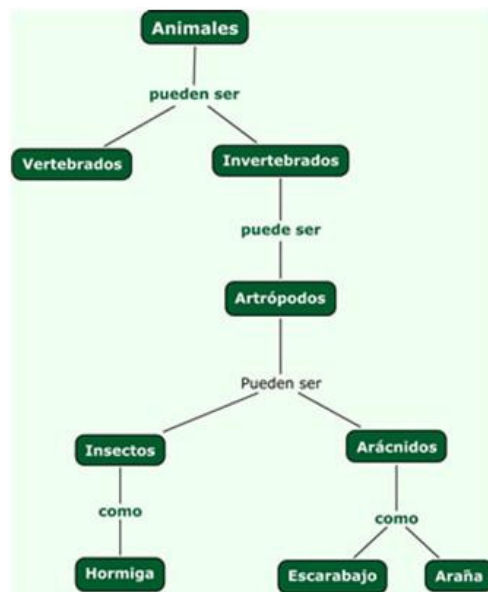 Animales
pueden ser
Vertebrados
Invertebrados
puede ser
Artrópodos
Pueden ser
Insectos
Arácnidos
como
como
Hormiga
Escarabajo
Araña